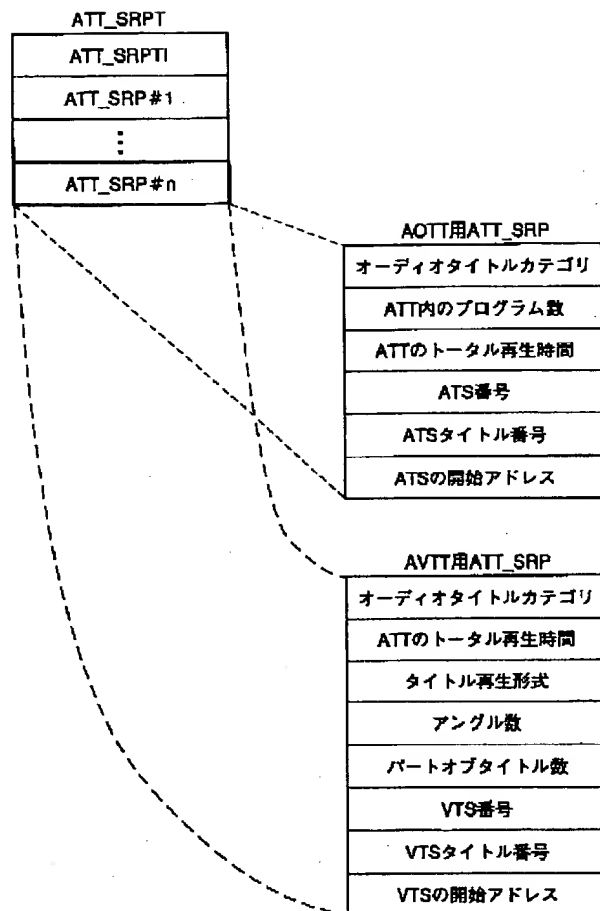 ATT_SRPT
ATT_SRPTI
ATT_SRP#1
⋮
ATT_SRP#n
AOTT用ATT_SRP
オーディオタイトルカテゴリ
ATT内のプログラム数
ATTのトータル再生時間
ATS番号
ATSタイトル番号
ATSの開始アドレス
AVTT用ATT_SRP
オーディオタイトルカテゴリ
ATTのトータル再生時間
タイトル再生形式
アングル数
パートオブタイトル数
VTS番号
VTSタイトル番号
VTSの開始アドレス